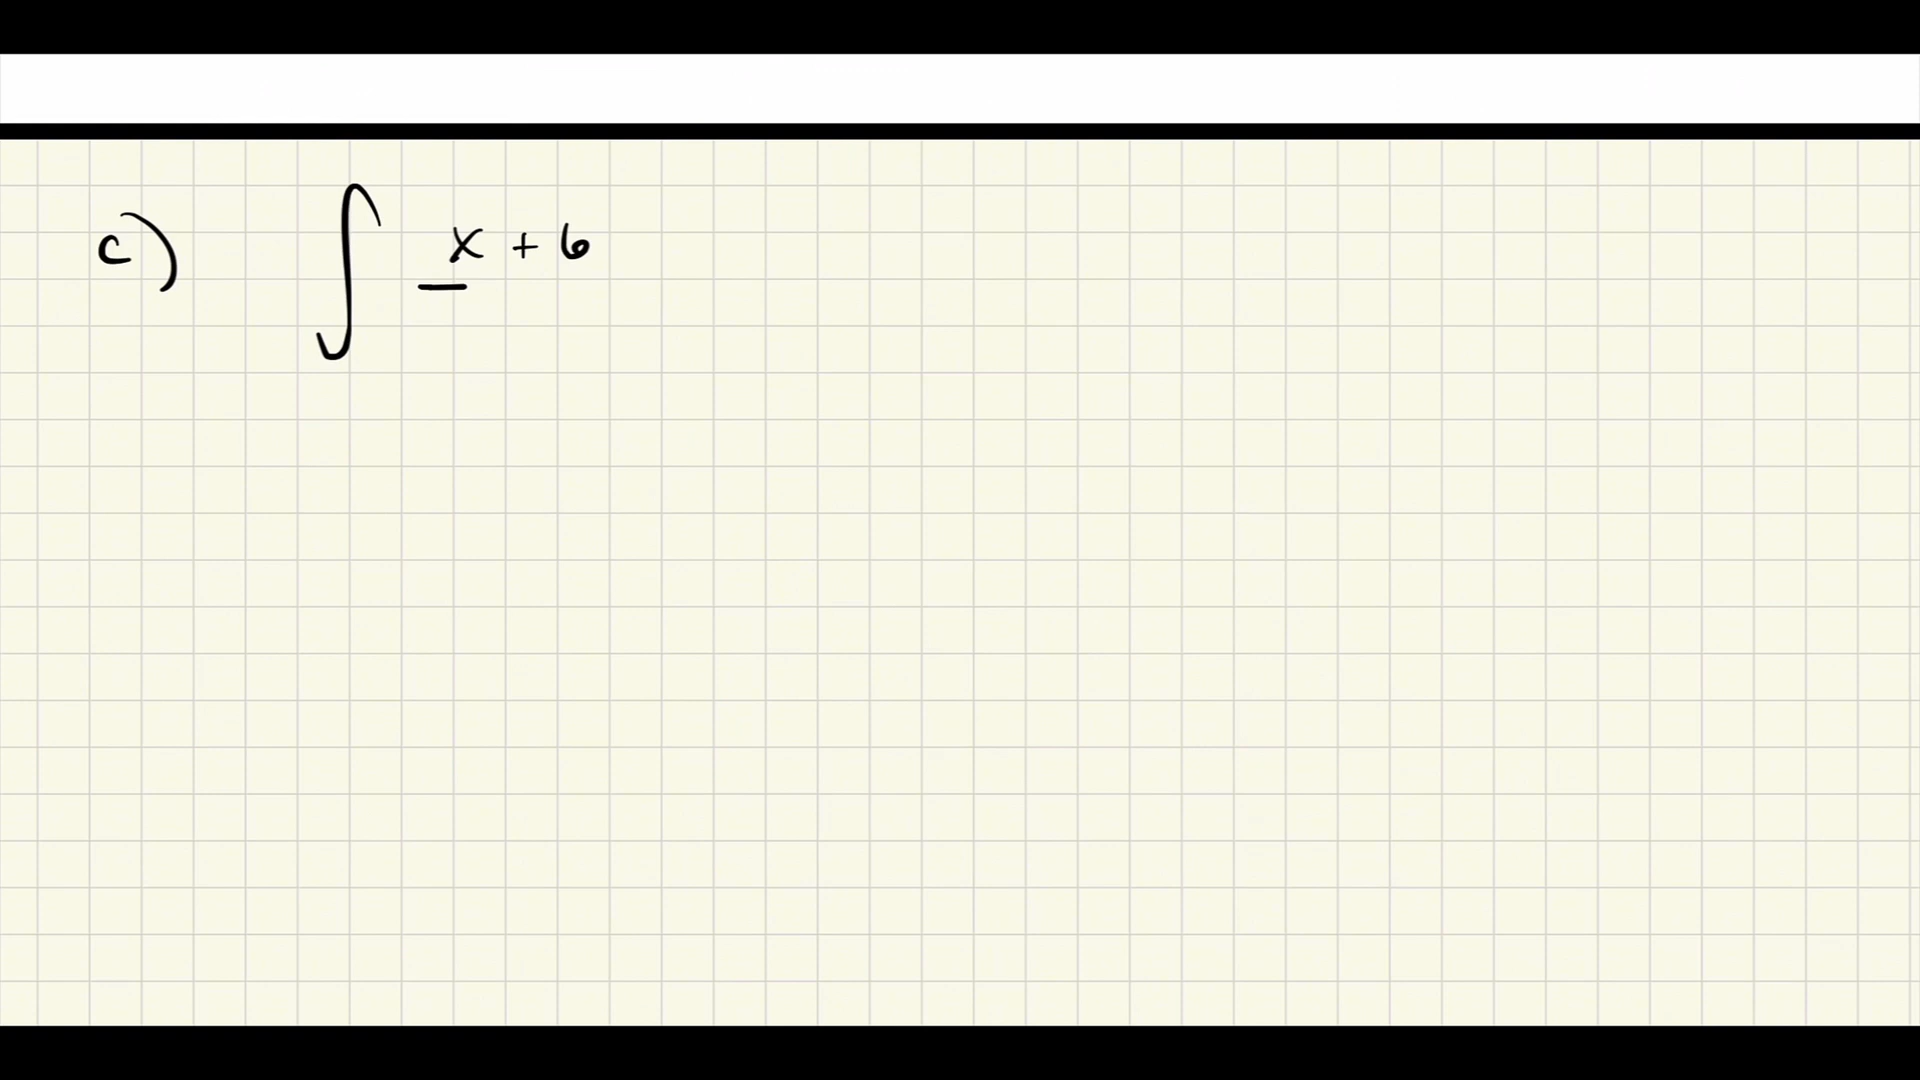 c) ∫ x + 6